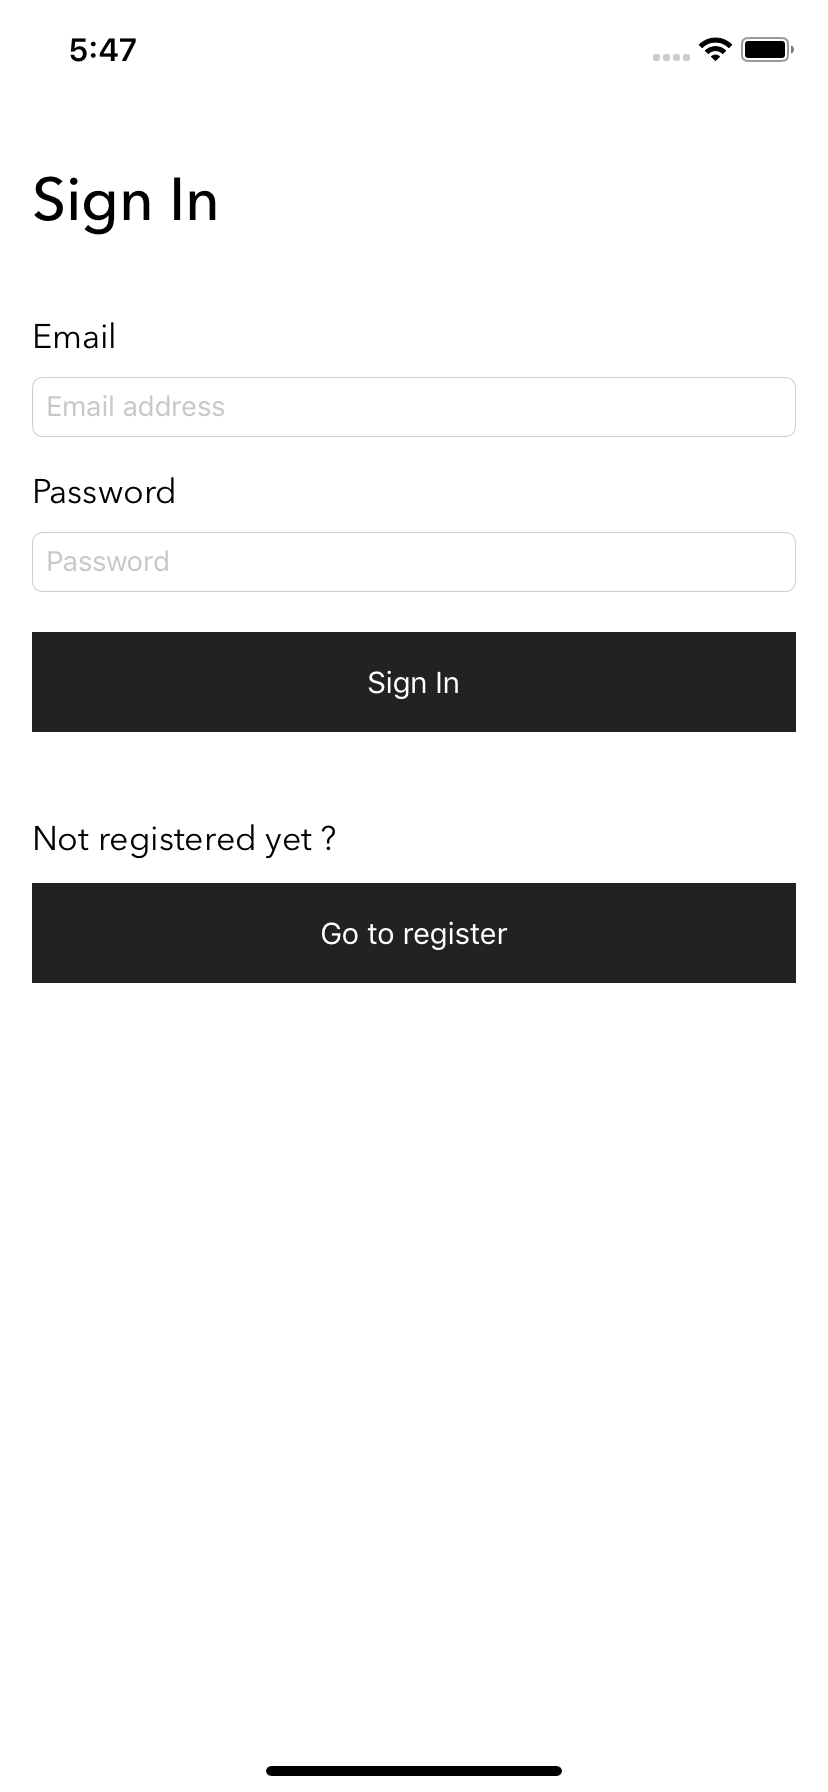 5:47
Sign In
Email
Email address
Password
Password
Sign In
Not registered yet ?
Go to register